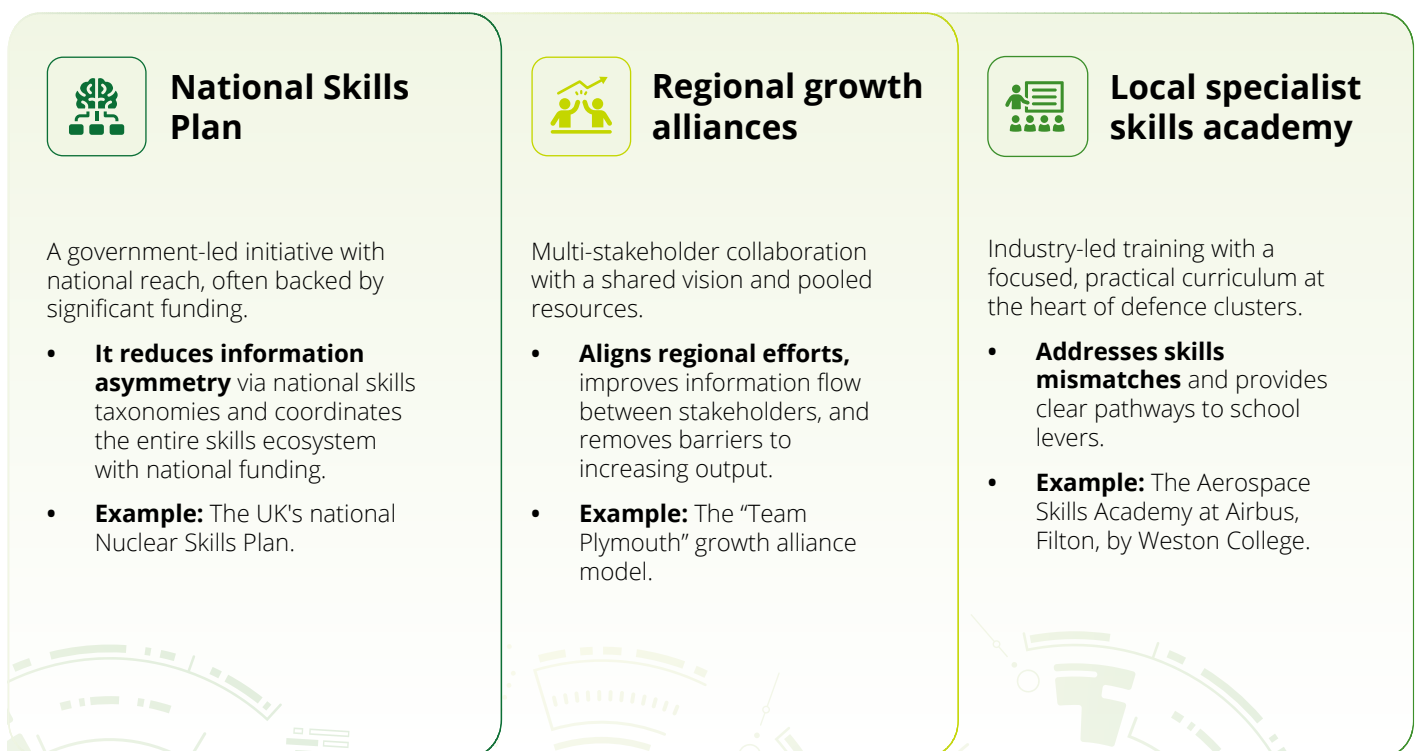 National Skills
Plan
A government-led initiative with
national reach, often backed by
significant funding.
• It reduces information
asymmetry via national skills
taxonomies and coordinates
the entire skills ecosystem
with national funding.
• Example: The UK's national
Nuclear Skills Plan.
Regional growth
alliances
Multi-stakeholder collaboration
with a shared vision and pooled
resources.
• Aligns regional efforts,
improves information flow
between stakeholders, and
removes barriers to
increasing output.
• Example: The “Team
Plymouth” growth alliance
model.
Local specialist
skills academy
Industry-led training with a
focused, practical curriculum at
the heart of defence clusters.
• Addresses skills
mismatches and provides
clear pathways to school
levers.
• Example: The Aerospace
Skills Academy at Airbus,
Filton, by Weston College.